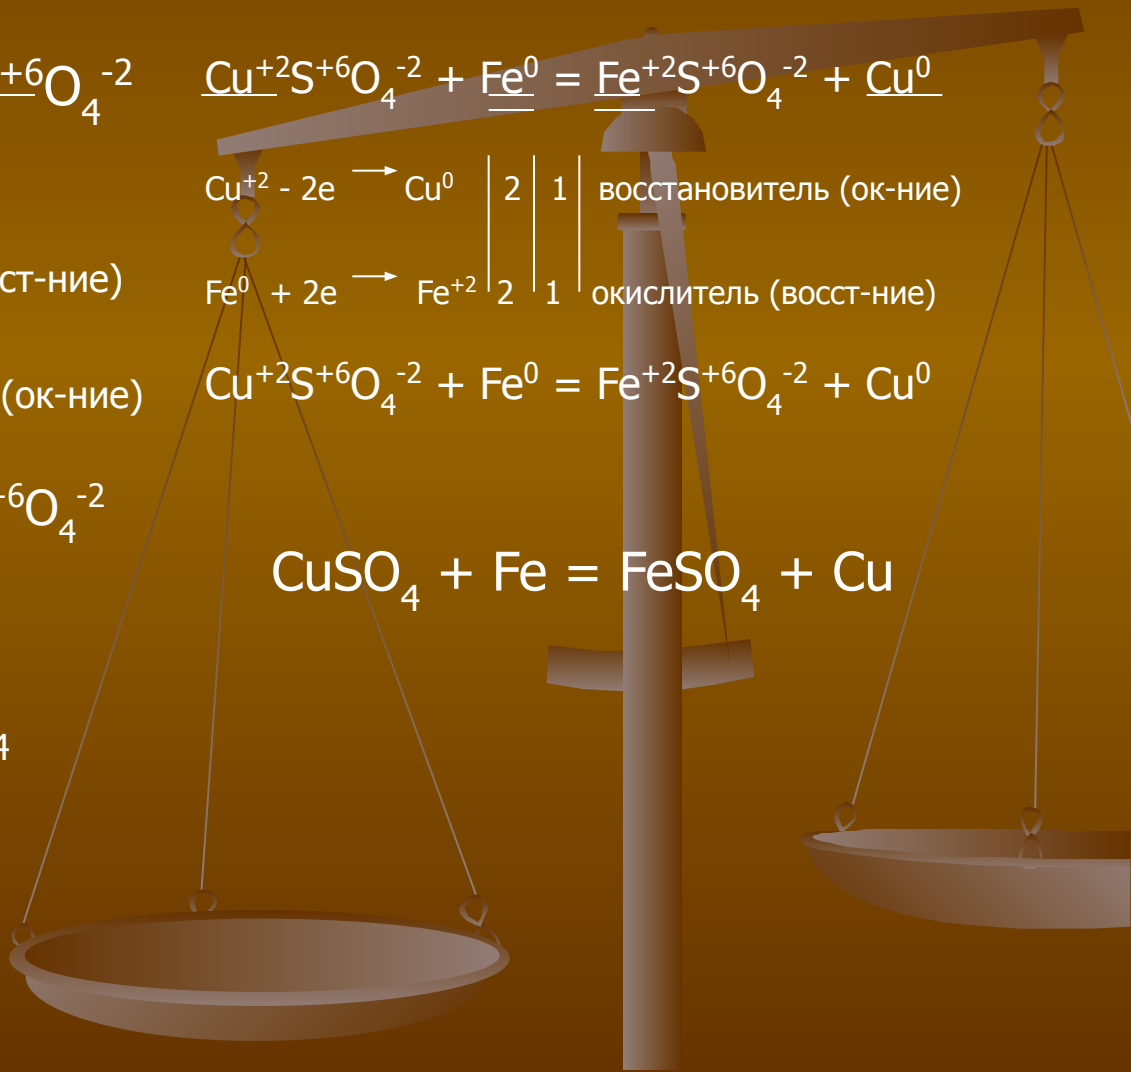 ⁺⁶O₄⁻² Cu⁺²S⁺⁶O₄⁻² + Fe⁰ = Fe⁺²S⁺⁶O₄⁻² + Cu⁰
Cu⁺² - 2e → Cu⁰ | 2 | 1 | восстановитель (ок-ние)
ст-ние)
Fe⁰ + 2e → Fe⁺² | 2 | 1 | окислитель (восст-ние)
(ок-ние) Cu⁺²S⁺⁶O₄⁻² + Fe⁰ = Fe⁺²S⁺⁶O₄⁻² + Cu⁰
⁺⁶O₄⁻²
CuSO₄ + Fe = FeSO₄ + Cu
4